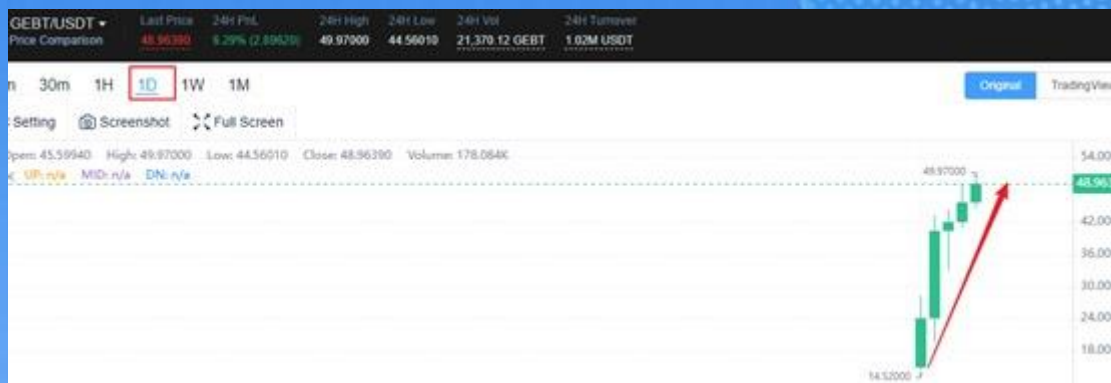 GEBT/USDT Last Price 24H PnL 24H High 24H Low 24H Vol 24H Turnover
Price Comparison 48.96390 6.29% (2.89620) 49.97000 44.56010 21,370.12 GEBT 1.02M USDT
30m 1H 1D 1W 1M Original TradingView
Setting Screenshot Full Screen
Open: 45.59940 High: 49.97000 Low: 44.56010 Close: 48.96390 Volume: 178.084K
UP: n/a MID: n/a DN: n/a
54.00
49.97000
48.963
42.00
36.00
30.00
24.00
18.00
14.52000